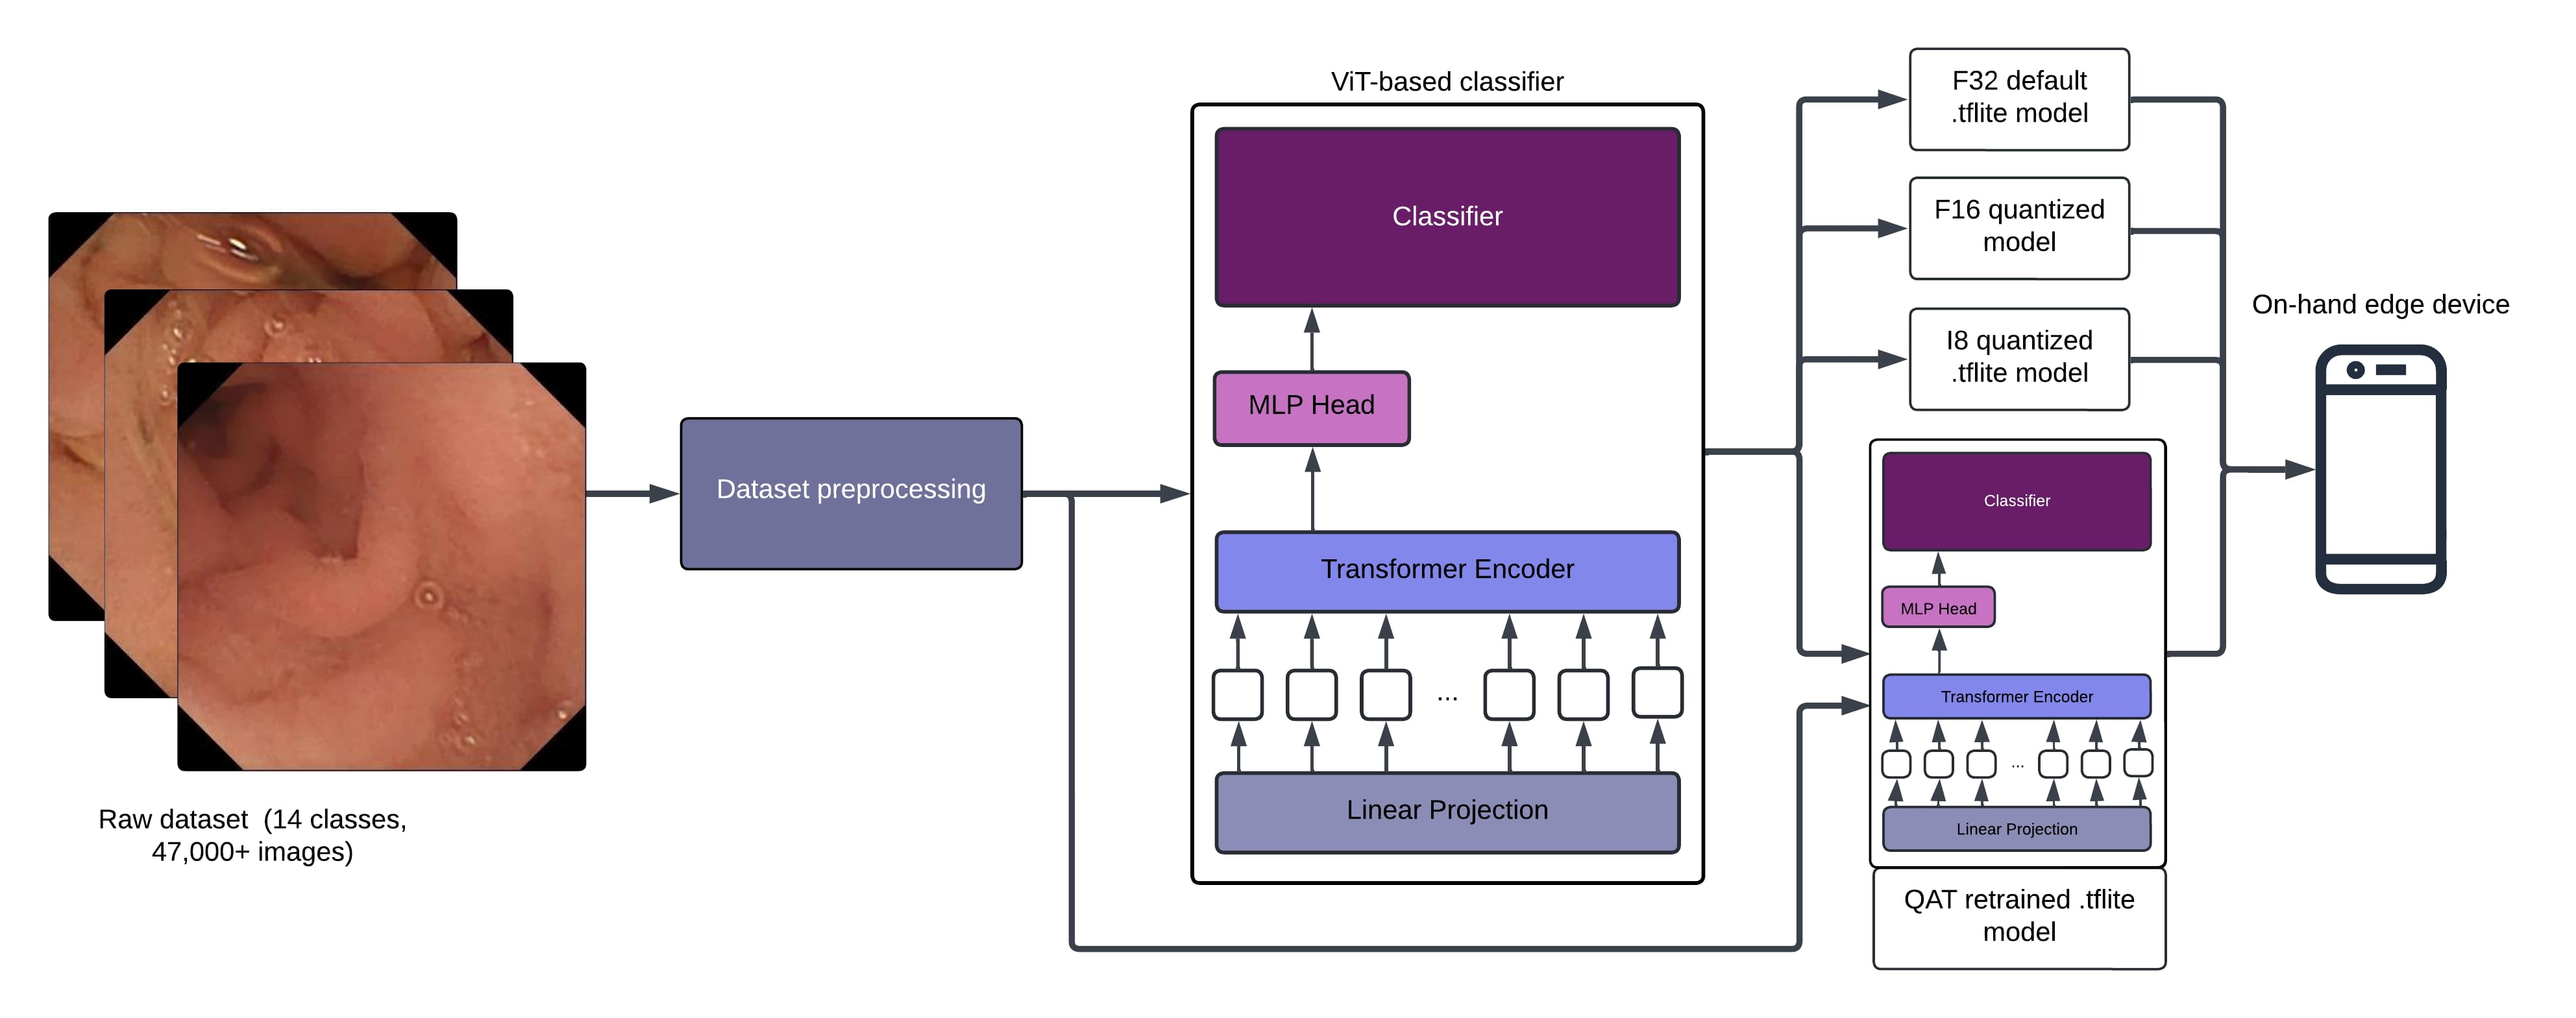 Raw dataset (14 classes,
47,000+ images)
Dataset preprocessing
ViT-based classifier
Classifier
MLP Head
Transformer Encoder
...
Linear Projection
F32 default
.tflite model
F16 quantized
model
I8 quantized
.tflite model
Classifier
MLP Head
Transformer Encoder
...
Linear Projection
QAT retrained .tflite
model
On-hand edge device